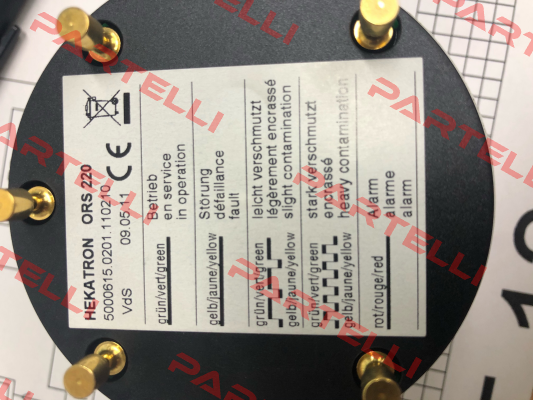 HEKATRON ORS 220
5000615.0201.110210
VdS 09.05.11 CE
grün/vert/green
Betrieb
en service
in operation
gelb/jaune/yellow
Störung
défaillance
fault
grün/vert/green
gelb/jaune/yellow
leicht verschmutzt
légèrement encrassé
slight contamination
grün/vert/green
gelb/jaune/yellow
stark verschmutzt
enclassé
heavy contamination
rot/rouge/red
Alarm
alarme
alarm
PARTELLI
PARTELLI
PARTELLI
PARTELLI
PARTELLI
PARTELLI